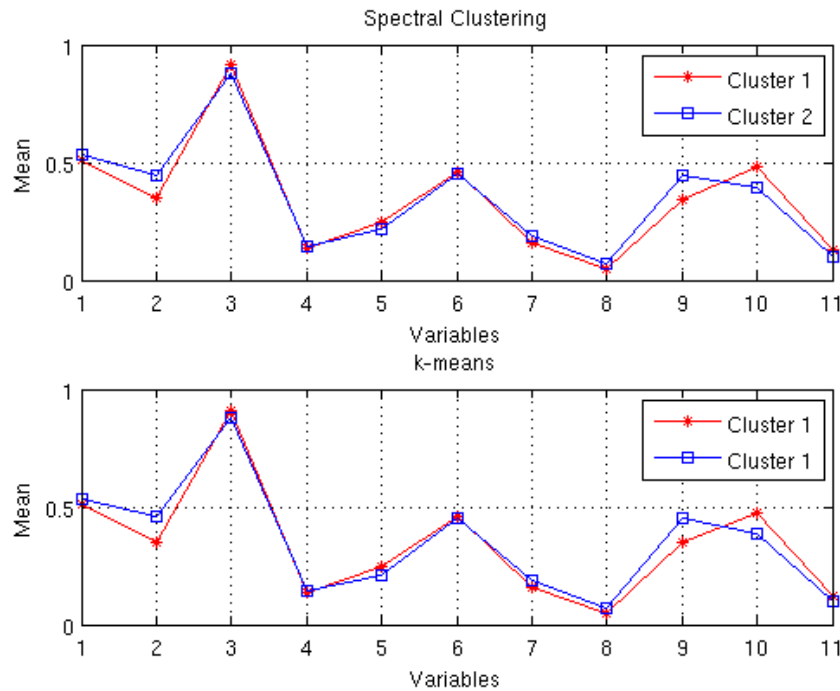 Spectral Clustering
1
0.5
0
Mean
Cluster 1
Cluster 2
1 2 3 4 5 6 7 8 9 10 11
Variables
k-means
1
0.5
0
Mean
Cluster 1
Cluster 1
1 2 3 4 5 6 7 8 9 10 11
Variables